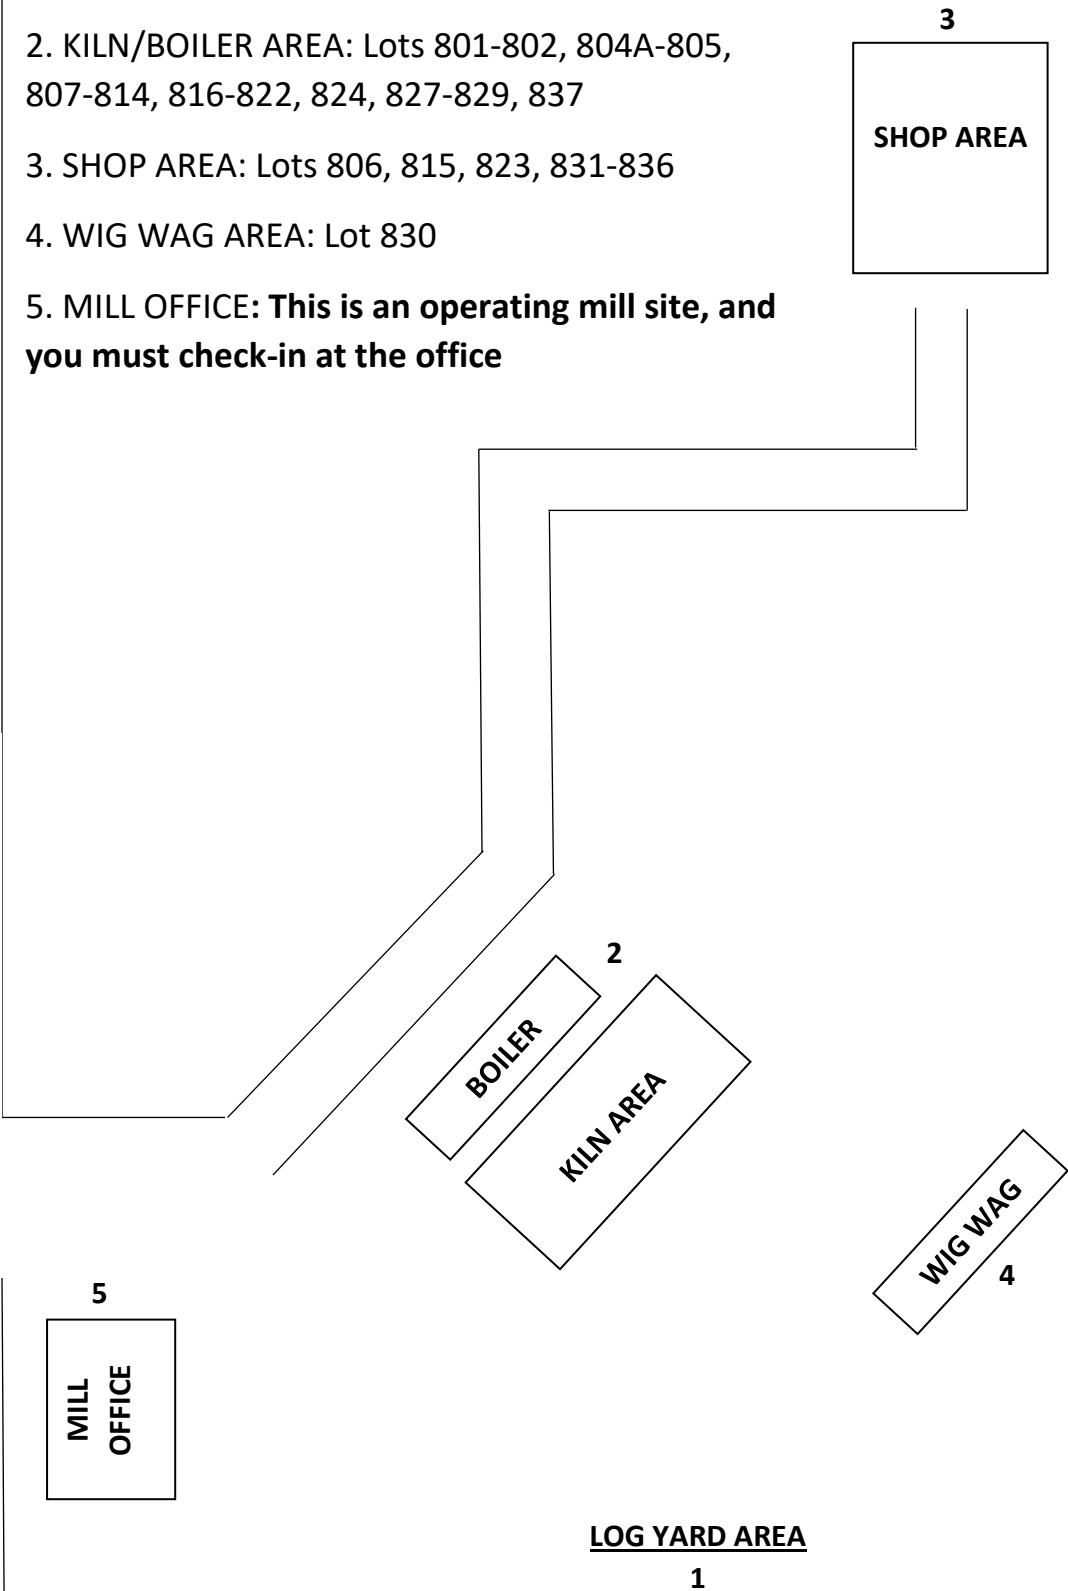 2. KILN/BOILER AREA: Lots 801-802, 804A-805,
807-814, 816-822, 824, 827-829, 837
3. SHOP AREA: Lots 806, 815, 823, 831-836
4. WIG WAG AREA: Lot 830
5. MILL OFFICE: This is an operating mill site, and
you must check-in at the office
3
SHOP AREA
2
BOILER
KILN AREA
WIG WAG
4
5
MILL
OFFICE
LOG YARD AREA
1